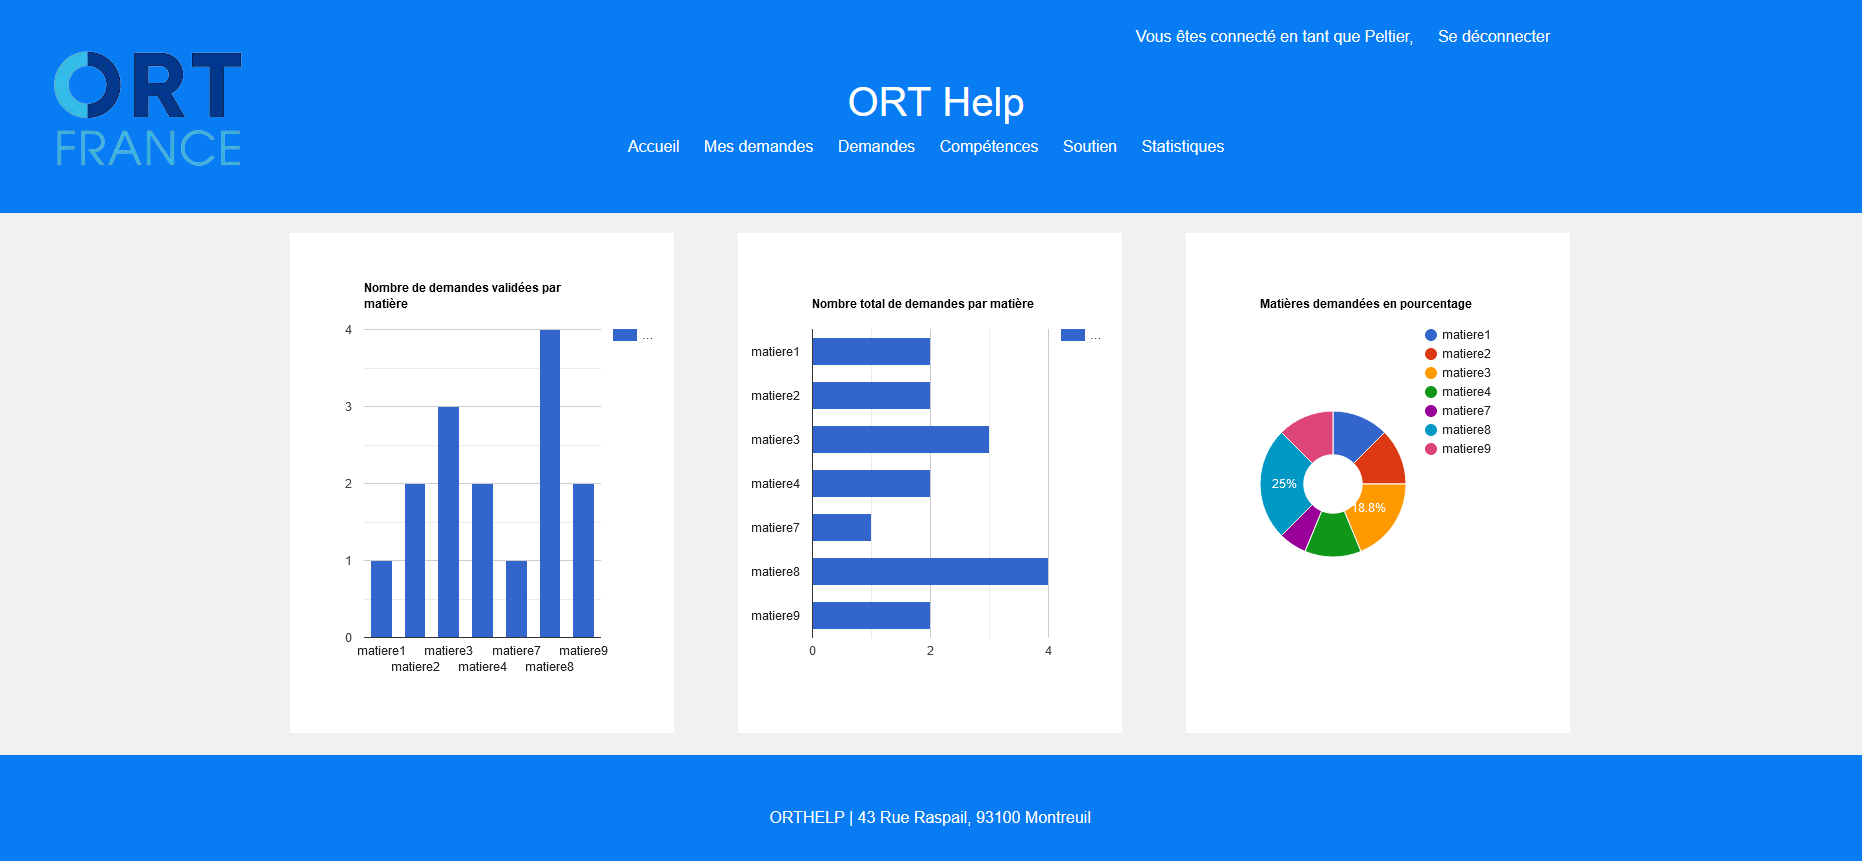 Vous êtes connecté en tant que Peltier, Se déconnecter
ORT
FRANCE
ORT Help
Accueil Mes demandes Demandes Compétences Soutien Statistiques
Nombre de demandes validées par
matière
4
3
2
1
0
...
matiere1 matiere3 matiere7 matiere9
matiere2 matiere4 matiere8
Nombre total de demandes par matière
...
matiere1
matiere2
matiere3
matiere4
matiere7
matiere8
matiere9
0 2 4
Matières demandées en pourcentage
matiere1
matiere2
matiere3
matiere4
matiere7
matiere8
matiere9
25%
18.8%
ORTHELP | 43 Rue Raspail, 93100 Montreuil